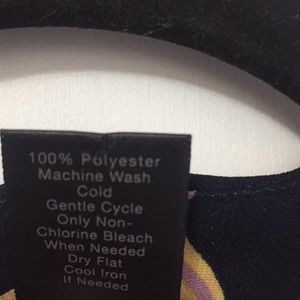 100% Polyester
Machine Wash
Cold
Gentle Cycle
Only Non-
Chlorine Bleach
When Needed
Dry Flat
Cool Iron
If Needed